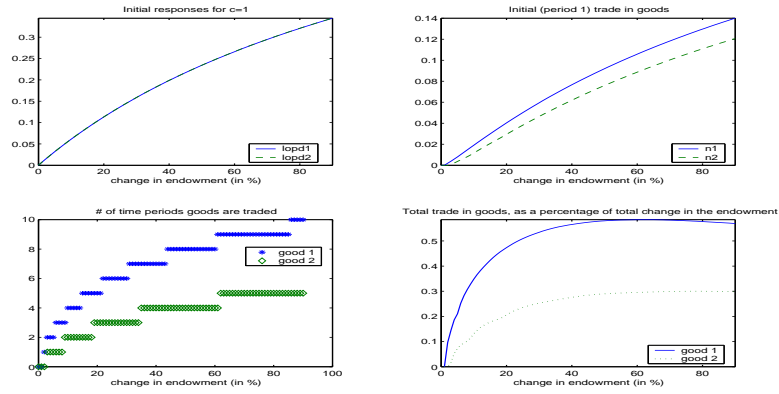 Initial responses for c=1
0.3
0.25
0.2
0.15
0.1
0.05
0
0 20 40 60 80
lopd1
lopd2
change in endowment (in %)
Initial (period 1) trade in goods
0.14
0.12
0.1
0.08
0.06
0.04
0.02
0
0 20 40 60 80
n1
n2
change in endowment (in %)
# of time periods goods are traded
10
8
6
4
2
0
0 20 40 60 80 100
good 1
good 2
change in endowment (in %)
Total trade in goods, as a percentage of total change in the endowment
0.5
0.4
0.3
0.2
0.1
0
0 20 40 60 80
good 1
good 2
change in endowment (in %)